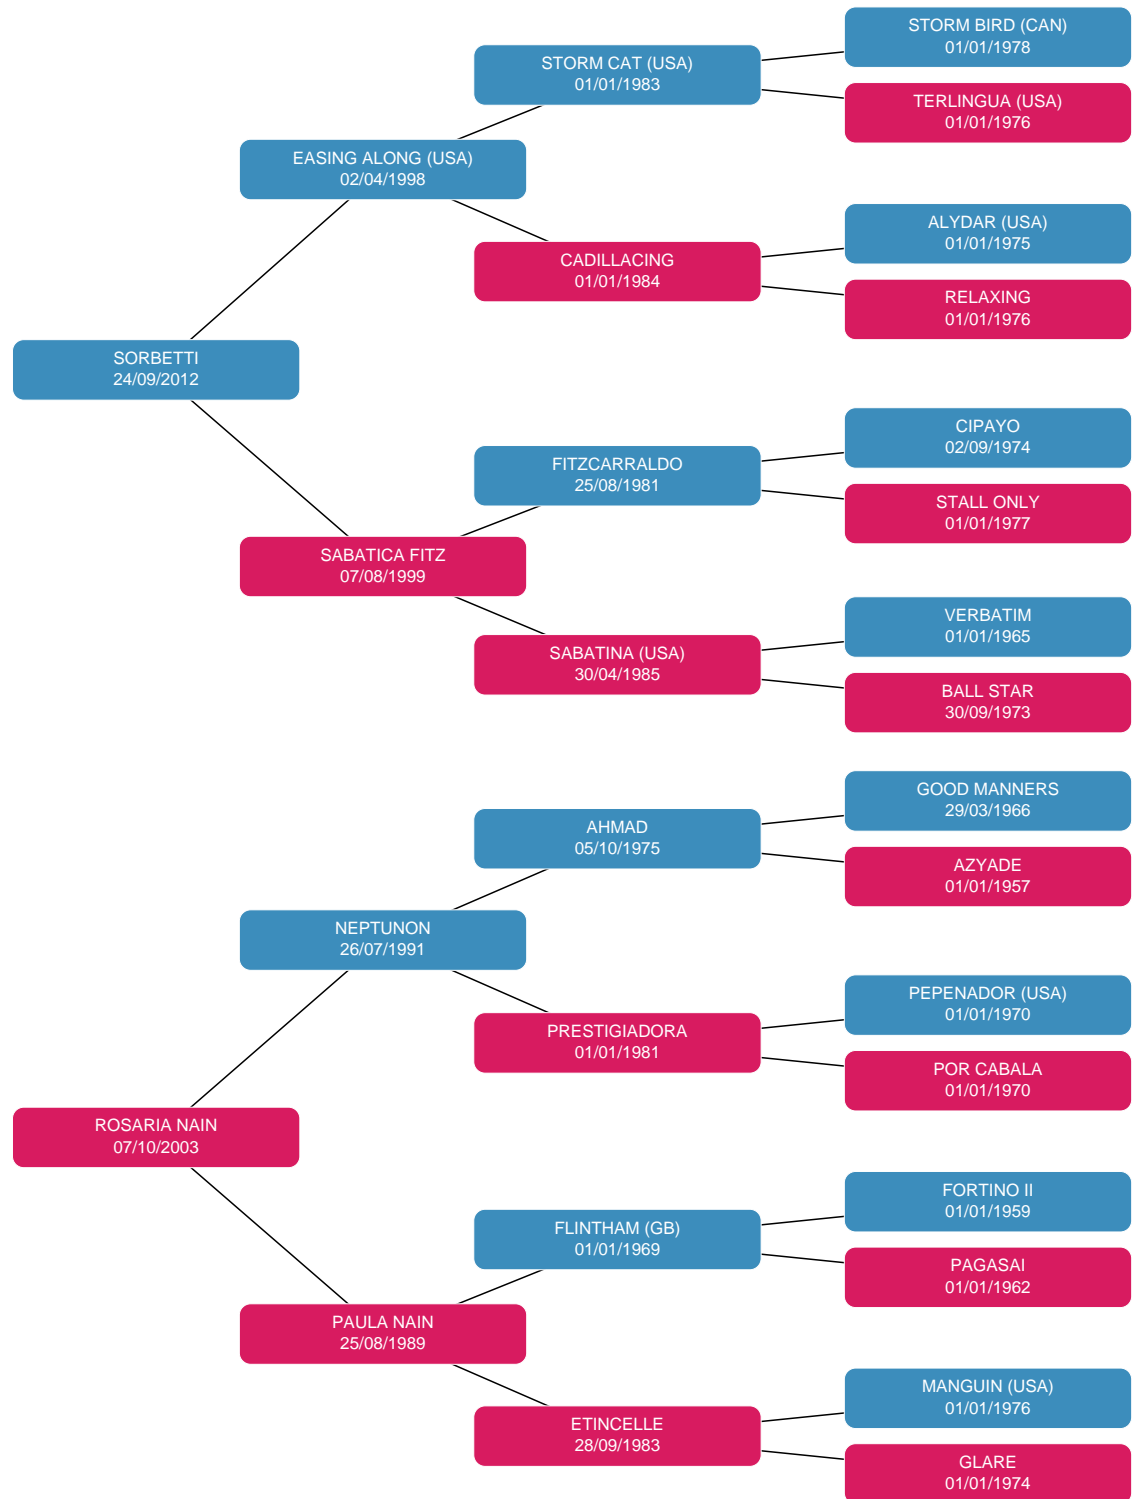 STORM BIRD (CAN)
01/01/1978
STORM CAT (USA)
01/01/1983
TERLINGUA (USA)
01/01/1976
EASING ALONG (USA)
02/04/1998
ALYDAR (USA)
01/01/1975
CADILLACING
01/01/1984
RELAXING
01/01/1976
SORBETTI
24/09/2012
CIPAYO
02/09/1974
FITZCARRALDO
25/08/1981
STALL ONLY
01/01/1977
SABATICA FITZ
07/08/1999
VERBATIM
01/01/1965
SABATINA (USA)
30/04/1985
BALL STAR
30/09/1973
GOOD MANNERS
29/03/1966
AHMAD
05/10/1975
AZYADE
01/01/1957
NEPTUNON
26/07/1991
PEPENADOR (USA)
01/01/1970
PRESTIGIADORA
01/01/1981
POR CABALA
01/01/1970
ROSARIA NAIN
07/10/2003
FORTINO II
01/01/1959
FLINTHAM (GB)
01/01/1969
PAGASAI
01/01/1962
PAULA NAIN
25/08/1989
MANGUIN (USA)
01/01/1976
ETINCELLE
28/09/1983
GLARE
01/01/1974